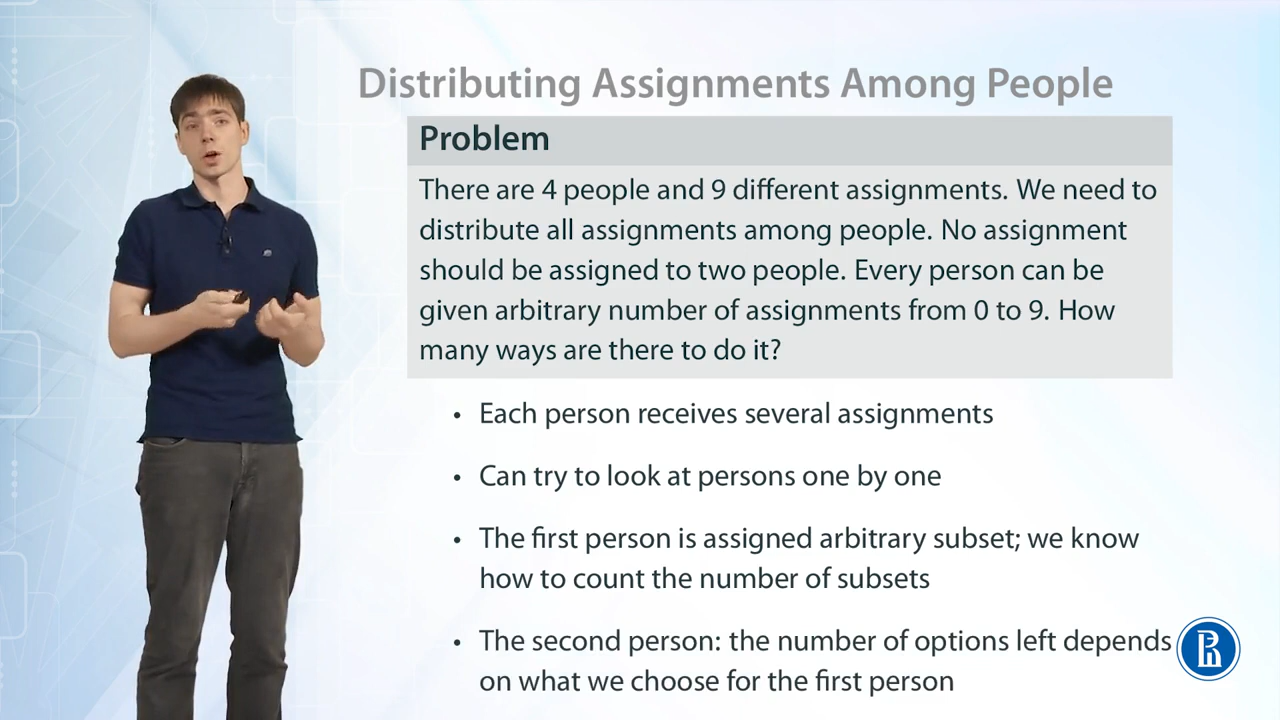 Distributing Assignments Among People
Problem
There are 4 people and 9 different assignments. We need to
distribute all assignments among people. No assignment
should be assigned to two people. Every person can be
given arbitrary number of assignments from 0 to 9. How
many ways are there to do it?
• Each person receives several assignments
• Can try to look at persons one by one
• The first person is assigned arbitrary subset; we know
how to count the number of subsets
• The second person: the number of options left depends
on what we choose for the first person